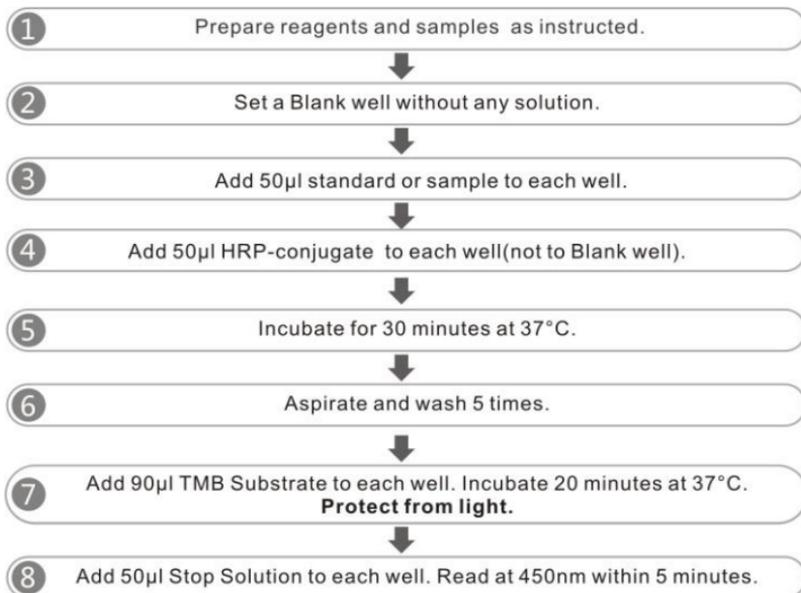 1 Prepare reagents and samples as instructed.
2 Set a Blank well without any solution.
3 Add 50μl standard or sample to each well.
4 Add 50μl HRP-conjugate to each well(not to Blank well).
5 Incubate for 30 minutes at 37°C.
6 Aspirate and wash 5 times.
7 Add 90μl TMB Substrate to each well. Incubate 20 minutes at 37°C.
Protect from light.
8 Add 50μl Stop Solution to each well. Read at 450nm within 5 minutes.